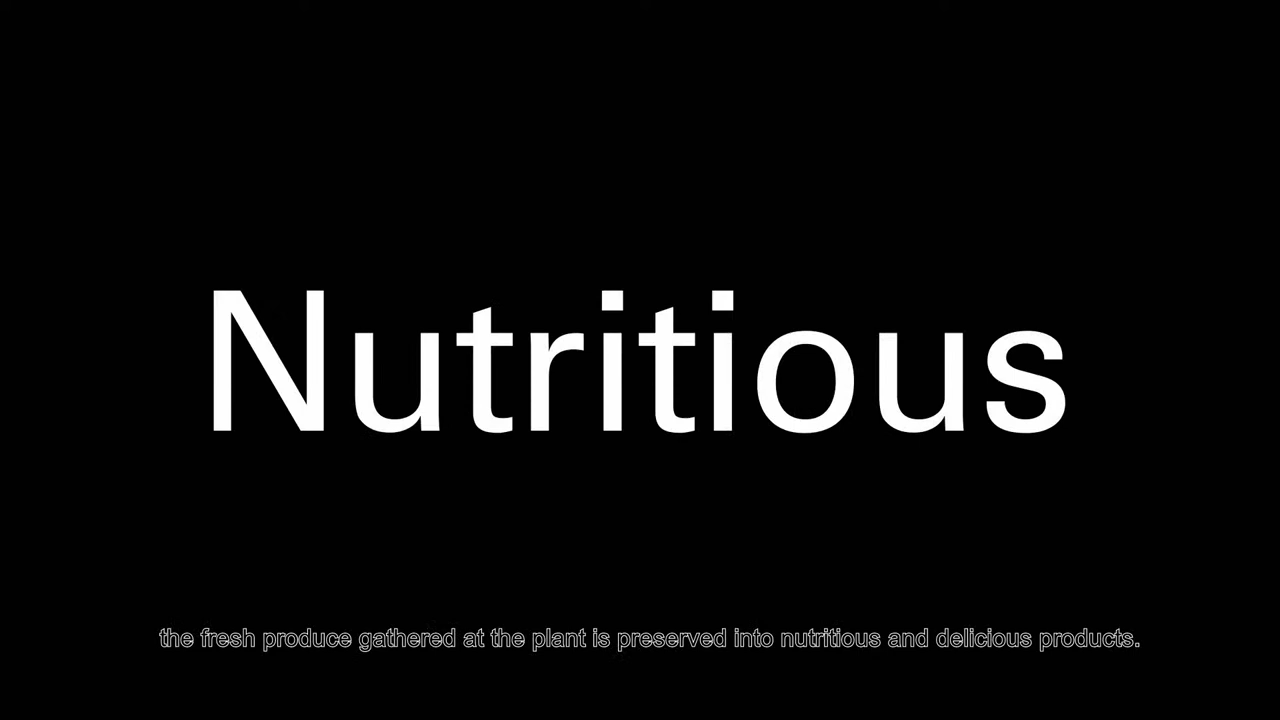 Nutritious
the fresh produce gathered at the plant is preserved into nutritious and delicious products.